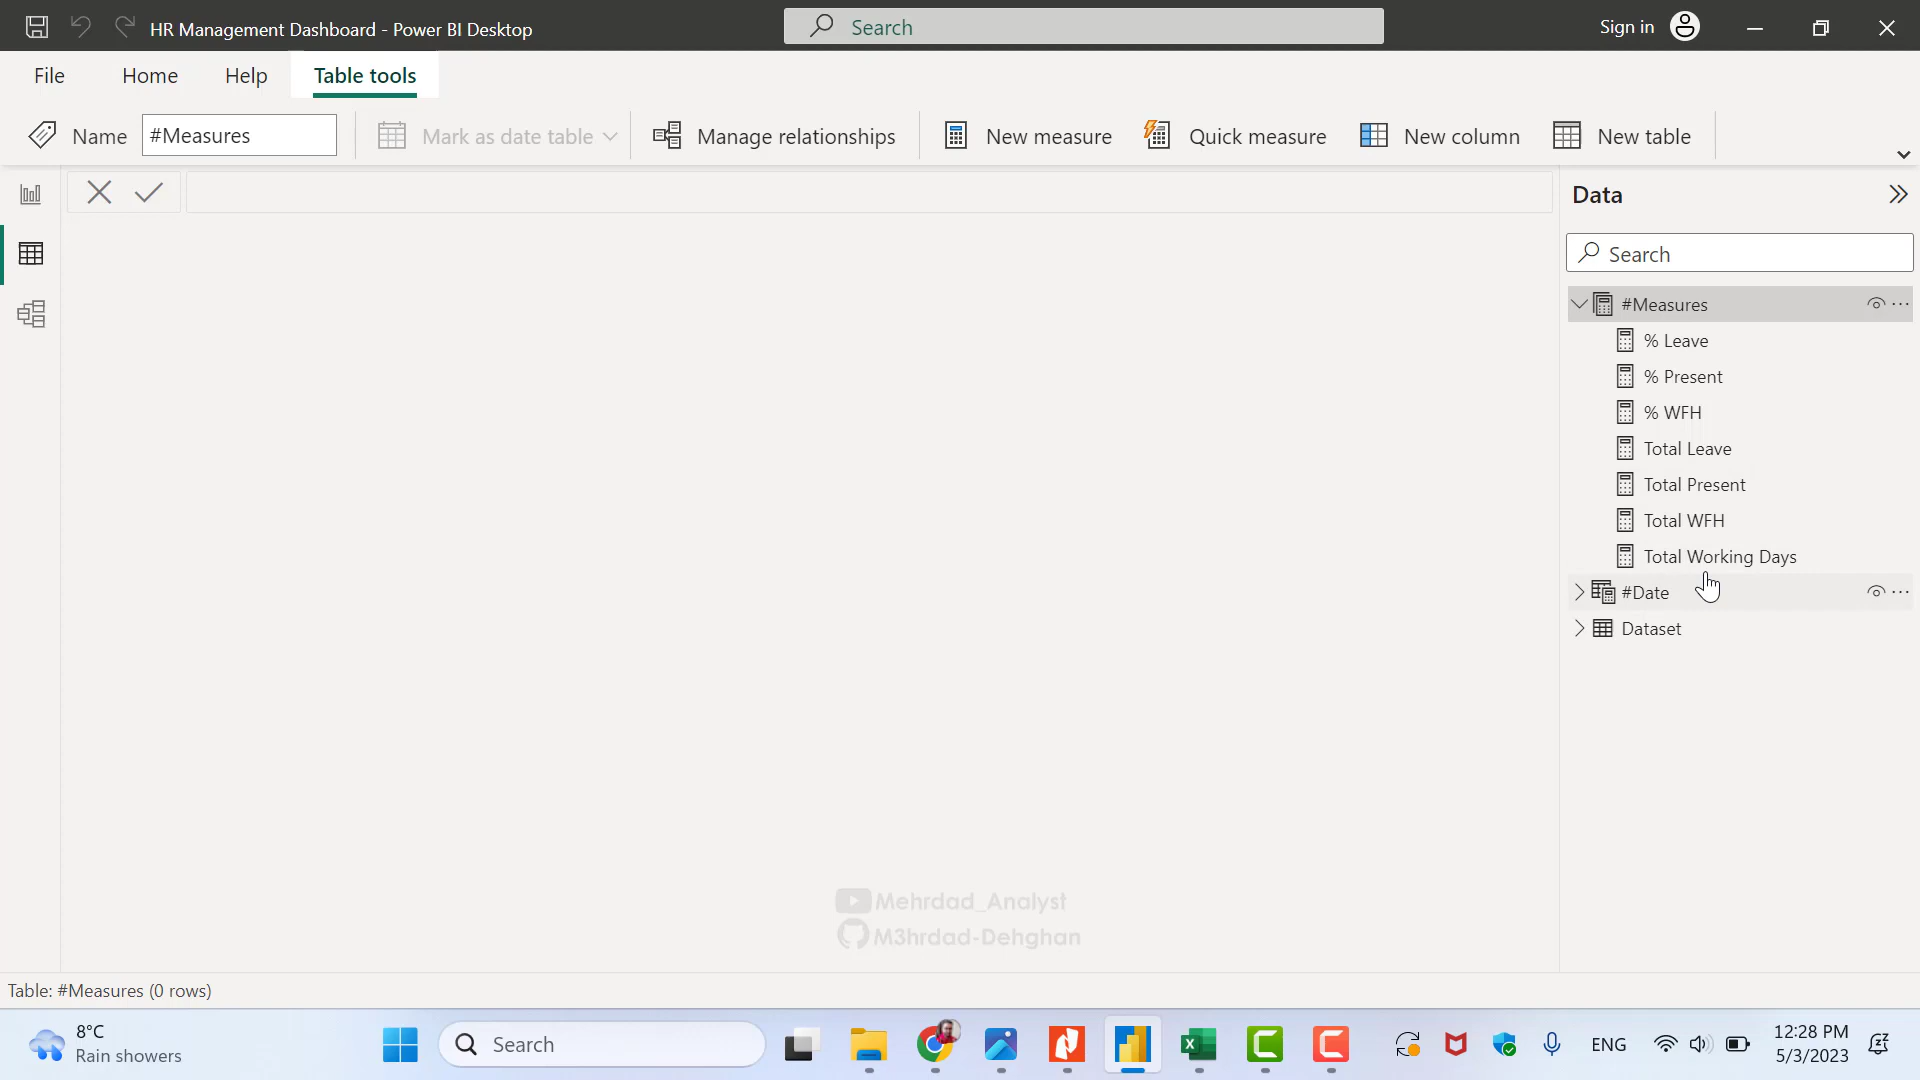 HR Management Dashboard - Power BI Desktop
Search
Sign in
File
Home
Help
Table tools
Name
#Measures
Mark as date table
Manage relationships
New measure
Quick measure
New column
New table
Data
Search
#Measures
% Leave
% Present
% WFH
Total Leave
Total Present
Total WFH
Total Working Days
#Date
Dataset
Mehrdad_Analyst
M3hrdad-Dehghan
Table: #Measures (0 rows)
8°C
Rain showers
Search
ENG
12:28 PM
5/3/2023